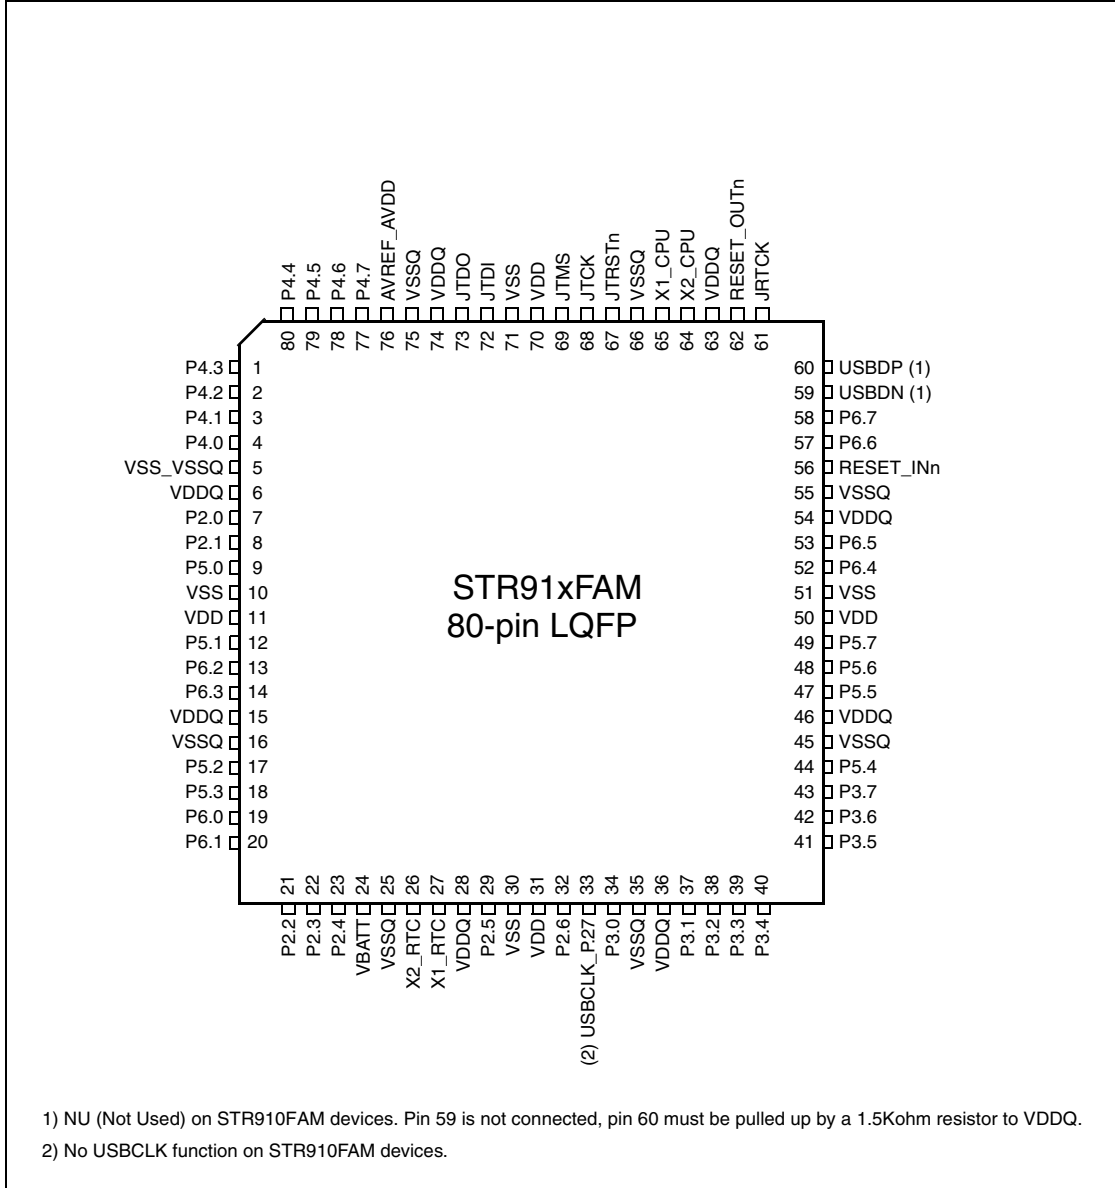 P4.4
P4.5
P4.6
P4.7
AVREF_AVDD
VSSQ
VDDQ
JTDO
JTDI
VSS
VDD
JTMS
JTCK
JTRSTn
VSSQ
X1_CPU
X2_CPU
VDDQ
RESET_OUTn
JRTCK
80
79
78
77
76
75
74
73
72
71
70
69
68
67
66
65
64
63
62
61
P4.3 1
P4.2 2
P4.1 3
P4.0 4
VSS_VSSQ 5
VDDQ 6
P2.0 7
P2.1 8
P5.0 9
VSS 10
VDD 11
P5.1 12
P6.2 13
P6.3 14
VDDQ 15
VSSQ 16
P5.2 17
P5.3 18
P6.0 19
P6.1 20
STR91xFAM
80-pin LQFP
60 USBDP (1)
59 USBDN (1)
58 P6.7
57 P6.6
56 RESET_INn
55 VSSQ
54 VDDQ
53 P6.5
52 P6.4
51 VSS
50 VDD
49 P5.7
48 P5.6
47 P5.5
46 VDDQ
45 VSSQ
44 P5.4
43 P3.7
42 P3.6
41 P3.5
21
22
23
24
25
26
27
28
29
30
31
32
33
34
35
36
37
38
39
40
P2.2
P2.3
P2.4
VBATT
VSSQ
X2_RTC
X1_RTC
VDDQ
P2.5
VSS
VDD
P2.6
(2) USBCLK_P.27
P3.0
VSSQ
VDDQ
P3.1
P3.2
P3.3
P3.4
1) NU (Not Used) on STR910FAM devices. Pin 59 is not connected, pin 60 must be pulled up by a 1.5Kohm resistor to VDDQ.
2) No USBCLK function on STR910FAM devices.